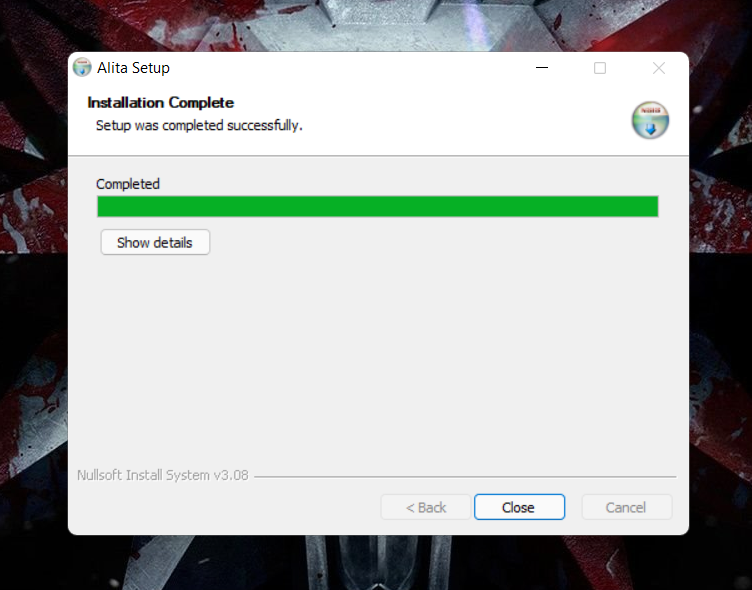 Alita Setup
Installation Complete
Setup was completed successfully.
Completed
Show details
Nullsoft Install System v3.08
< Back
Close
Cancel